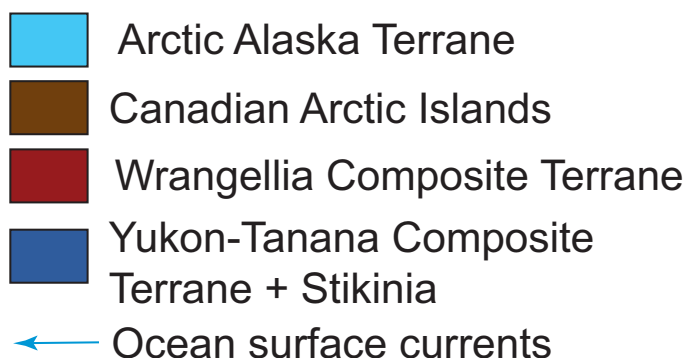 Arctic Alaska Terrane
Canadian Arctic Islands
Wrangellia Composite Terrane
Yukon-Tanana Composite
Terrane + Stikinia
Ocean surface currents